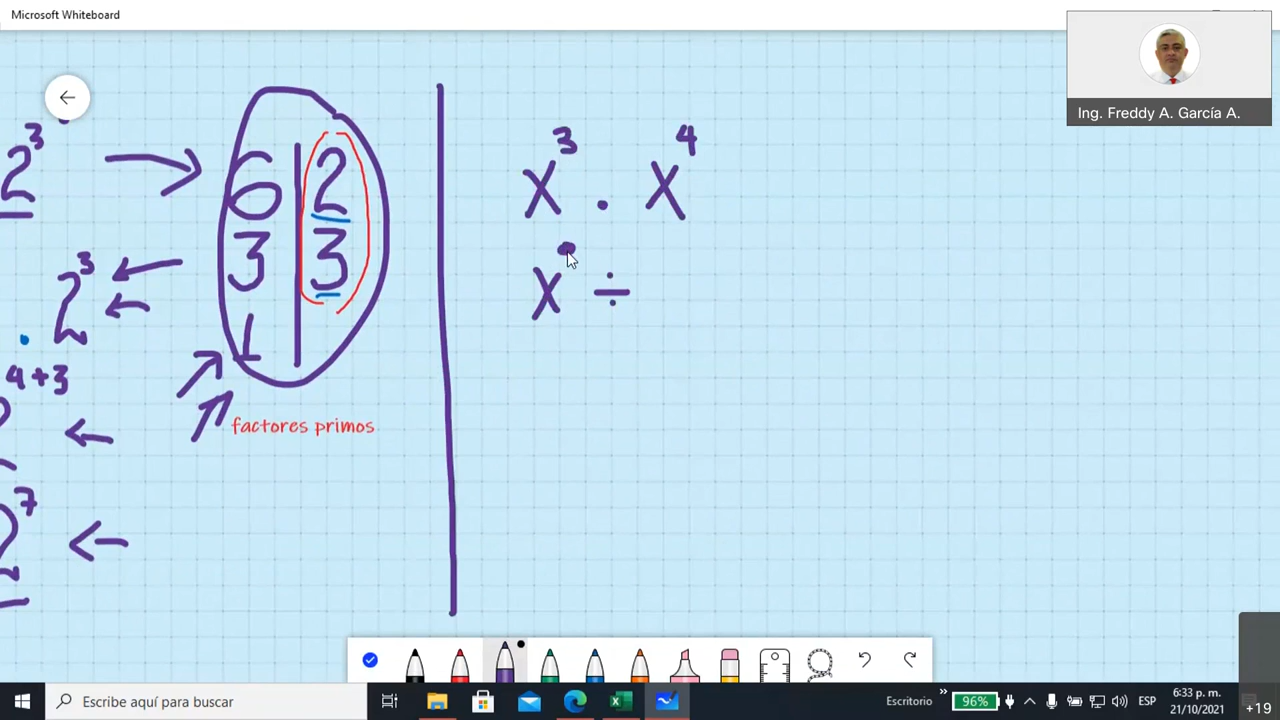 Microsoft Whiteboard
Ing. Freddy A. García A.
2³ → 6 | 2
3 | 3
1
factores primos
2³
4+3
2⁷
x³ . x⁴
x ÷
Escribe aquí para buscar
Escritorio
96%
ESP
6:33 p. m.
21/10/2021
+19